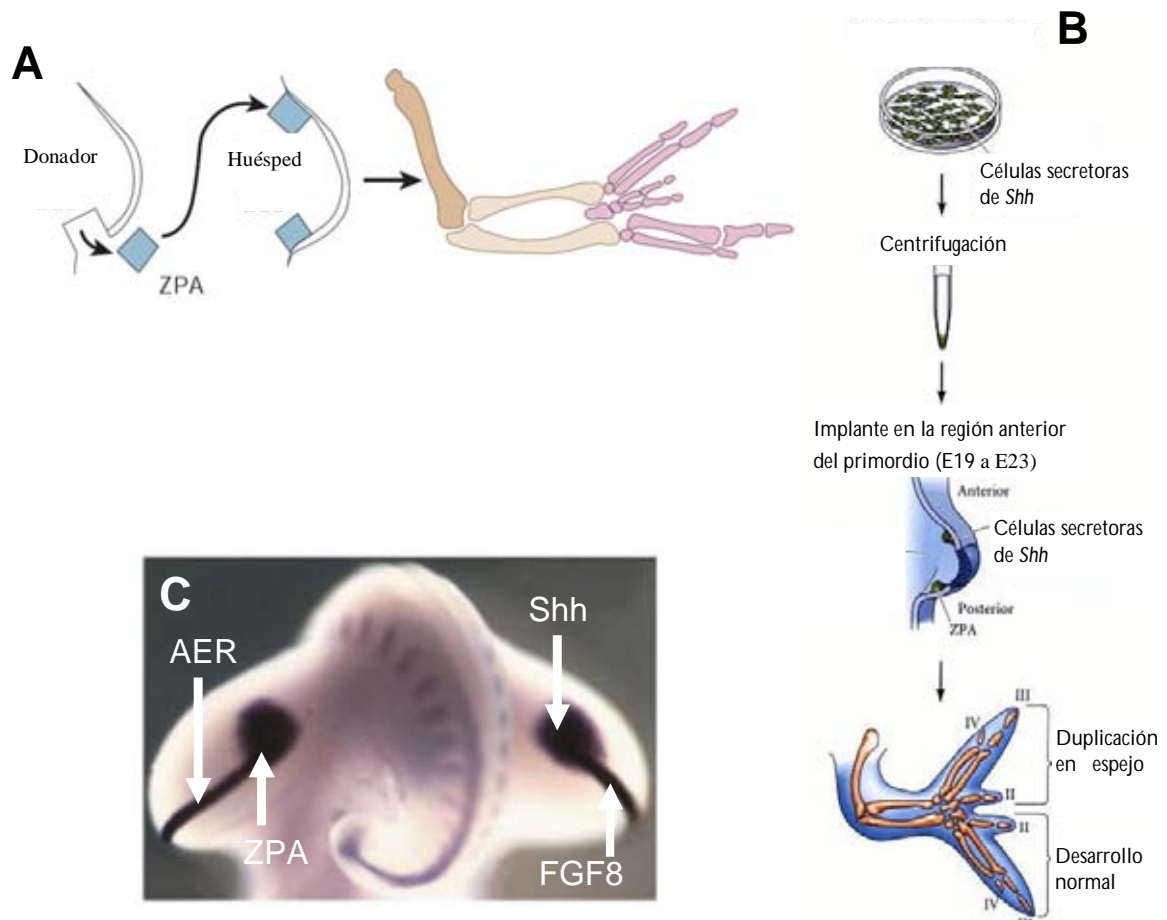 A
Donador
Huésped
ZPA
B
Células secretoras
de Shh
Centrifugación
Implante en la región anterior
del primordio (E19 a E23)
Anterior
Células secretoras
de Shh
Posterior
ZPA
III
IV
II
Duplicación
en espejo
II
IV
Desarrollo
normal
C
AER
Shh
ZPA
FGF8